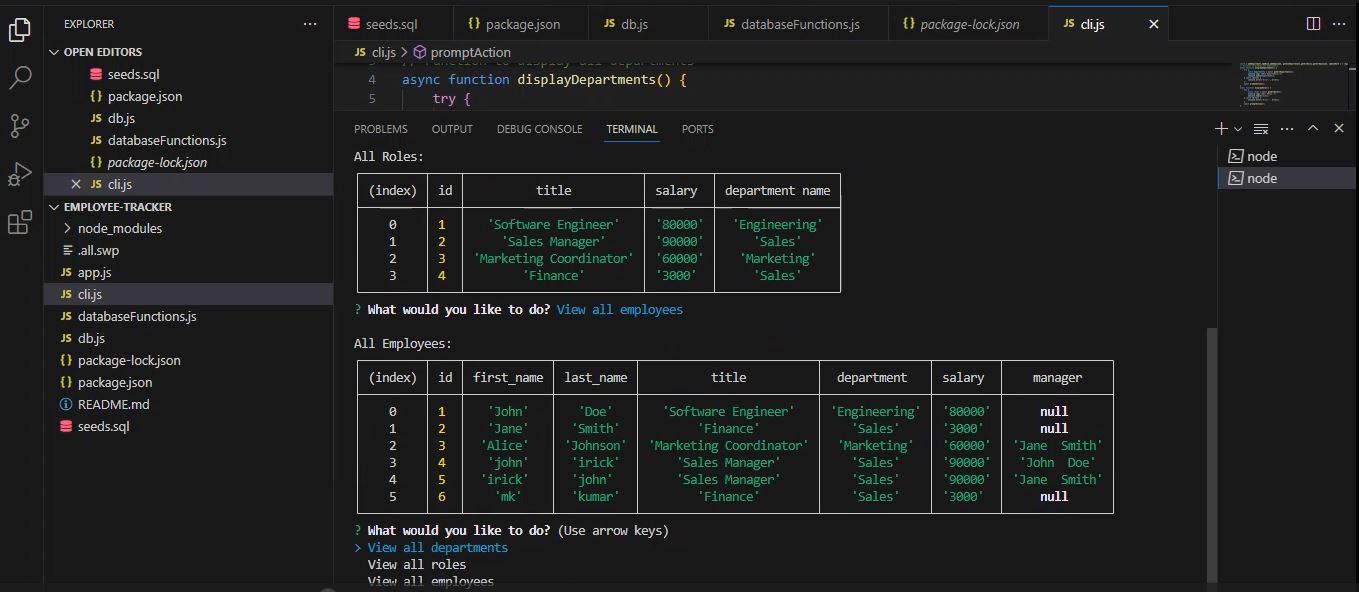 EXPLORER ...
seeds.sql {} package.json JS db.js JS databaseFunctions.js {} package-lock.json JS cli.js
OPEN EDITORS
seeds.sql
{} package.json
JS db.js
JS databaseFunctions.js
{} package-lock.json
JS cli.js
EMPLOYEE-TRACKER
node_modules
.all.swp
JS app.js
JS cli.js
JS databaseFunctions.js
JS db.js
{} package-lock.json
{} package.json
README.md
seeds.sql
JS cli.js > promptAction
// Function to display all departments
4 async function displayDepartments() {
5 try {
PROBLEMS OUTPUT DEBUG CONSOLE TERMINAL PORTS
node
node
All Roles:
(index) id title salary department name
0 1 'Software Engineer' '80000' 'Engineering'
1 2 'Sales Manager' '90000' 'Sales'
2 3 'Marketing Coordinator' '60000' 'Marketing'
3 4 'Finance' '3000' 'Sales'
? What would you like to do? View all employees
All Employees:
(index) id first_name last_name title department salary manager
0 1 'John' 'Doe' 'Software Engineer' 'Engineering' '80000' null
1 2 'Jane' 'Smith' 'Finance' 'Sales' '3000' null
2 3 'Alice' 'Johnson' 'Marketing Coordinator' 'Marketing' '60000' 'Jane  Smith'
3 4 'john' 'irick' 'Sales Manager' 'Sales' '90000' 'John  Doe'
4 5 'irick' 'john' 'Sales Manager' 'Sales' '90000' 'Jane  Smith'
5 6 'mk' 'kumar' 'Finance' 'Sales' '3000' null
? What would you like to do? (Use arrow keys)
> View all departments
View all roles
View all employees